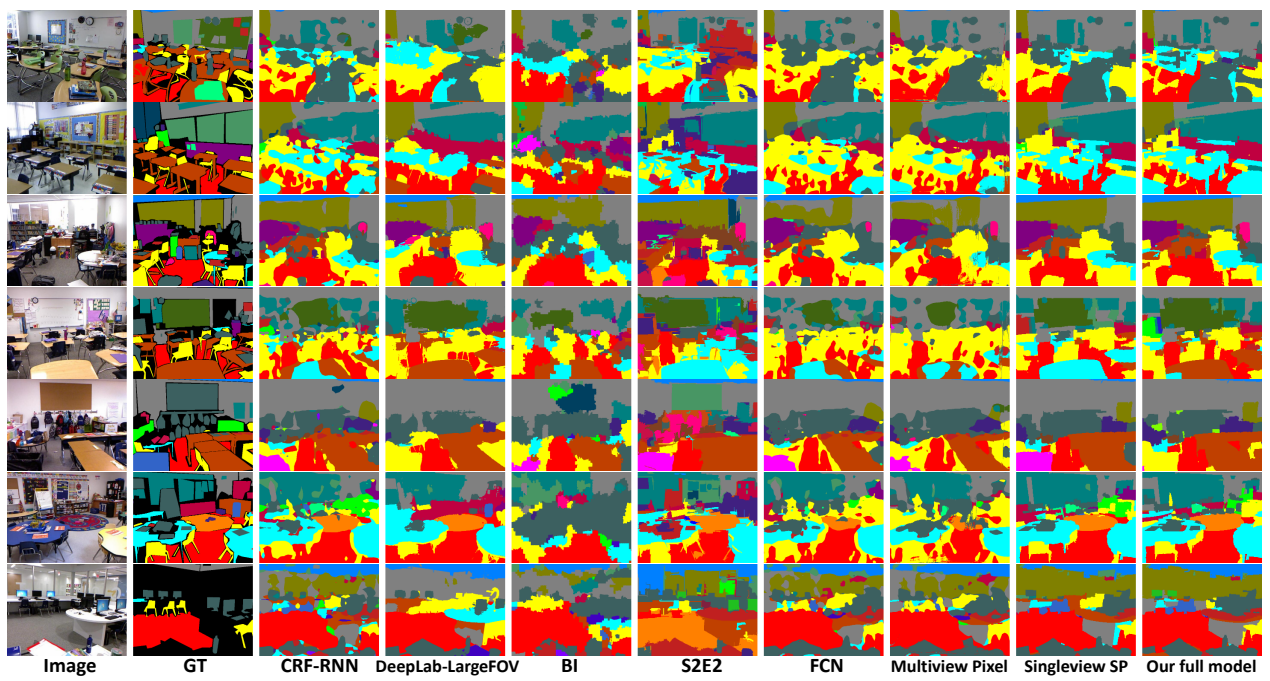 Image GT CRF-RNN DeepLab-LargeFOV BI S2E2 FCN Multiview Pixel Singleview SP Our full model